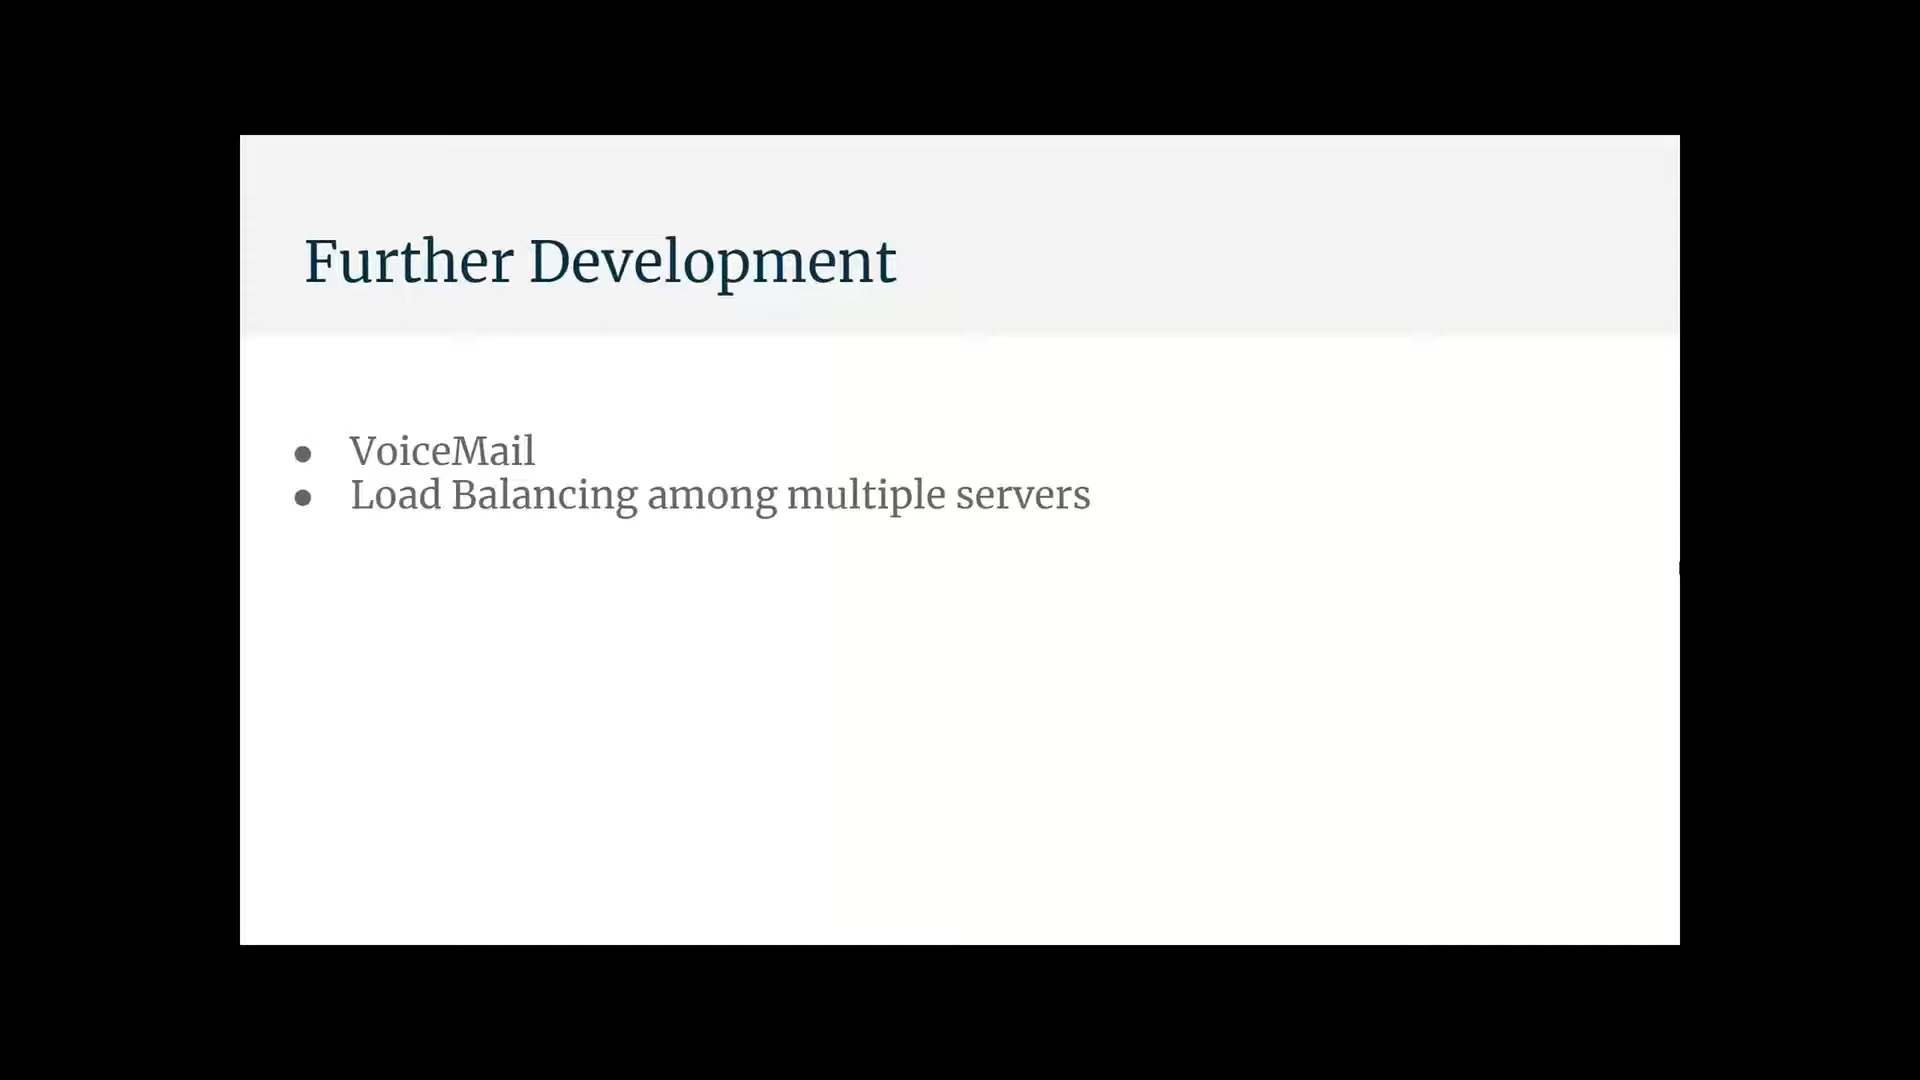 Further Development
● VoiceMail
● Load Balancing among multiple servers